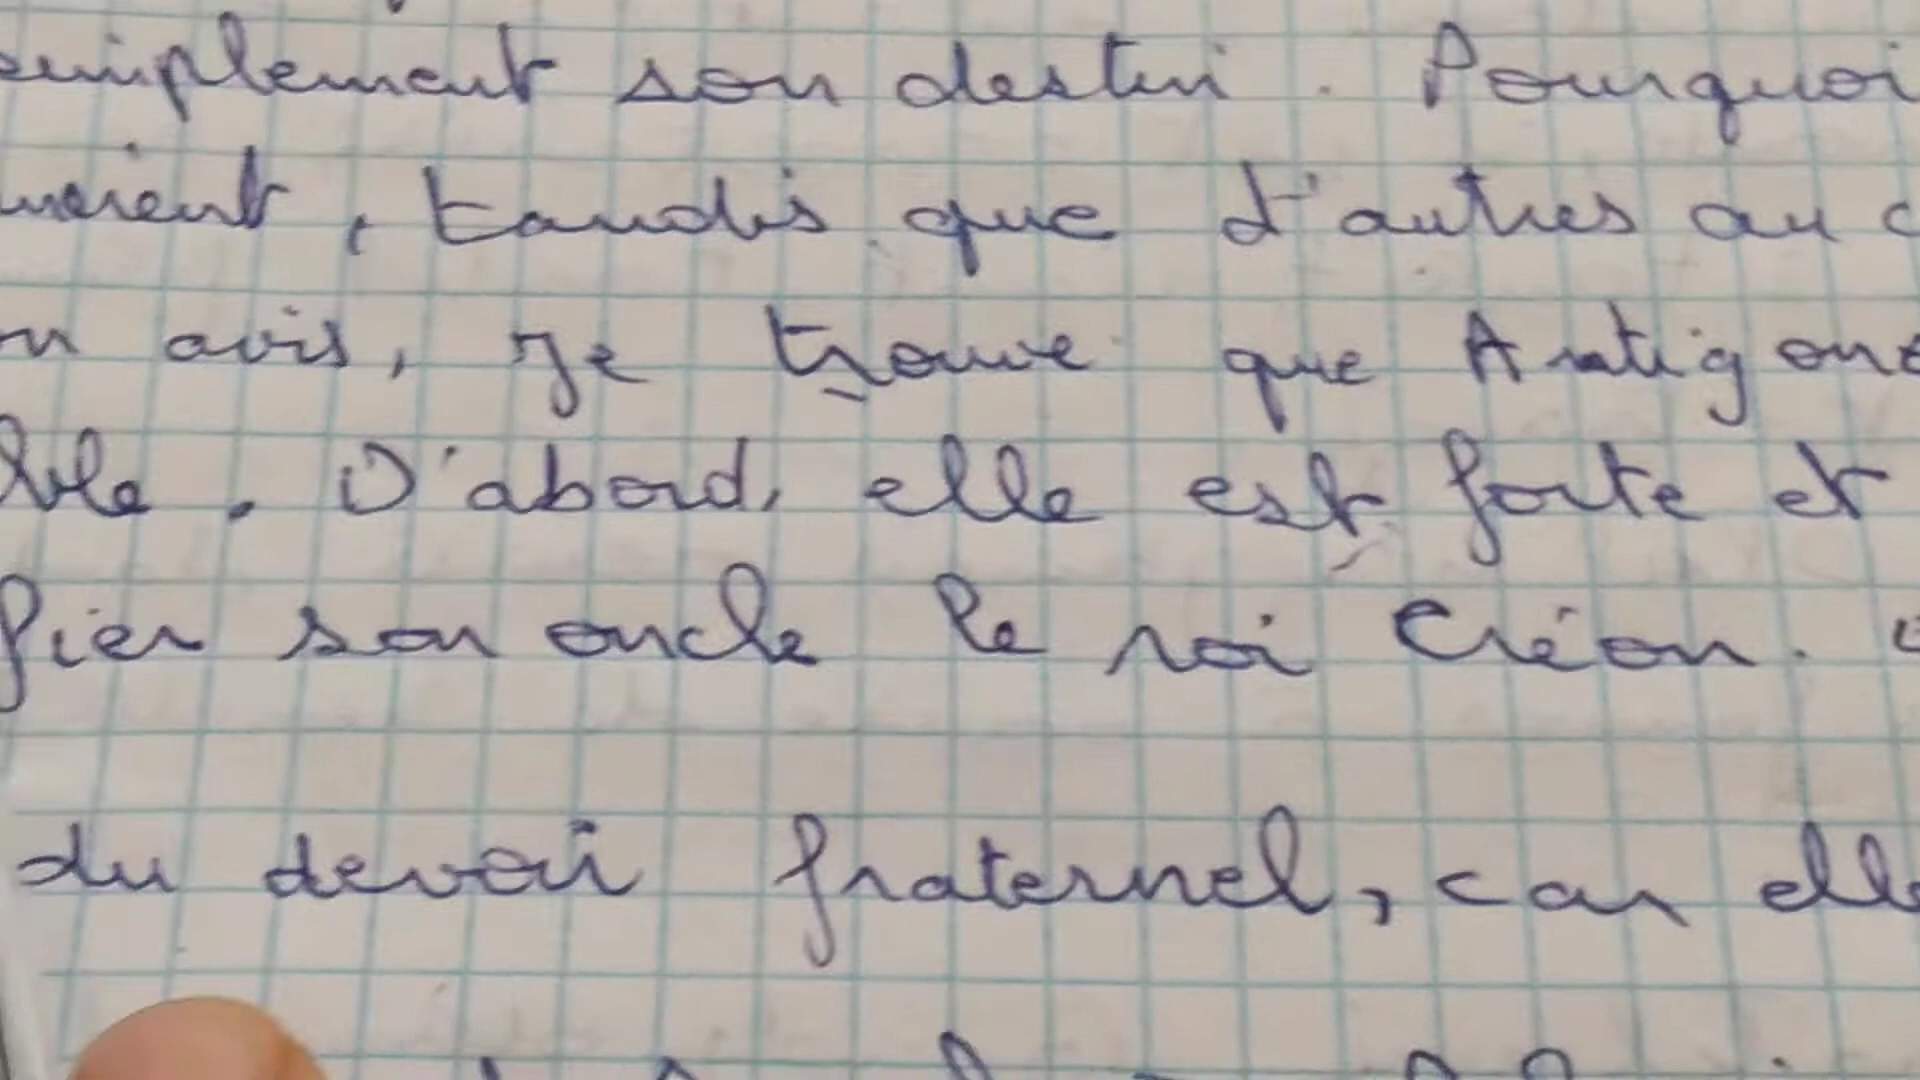 simplement son destin. Pourquoi
, tandis que d'autres au
avis, Je trouve que Antigone
. D'abord, elle est forte et
fier son oncle le roi Créon.
du devoir fraternel, car elle